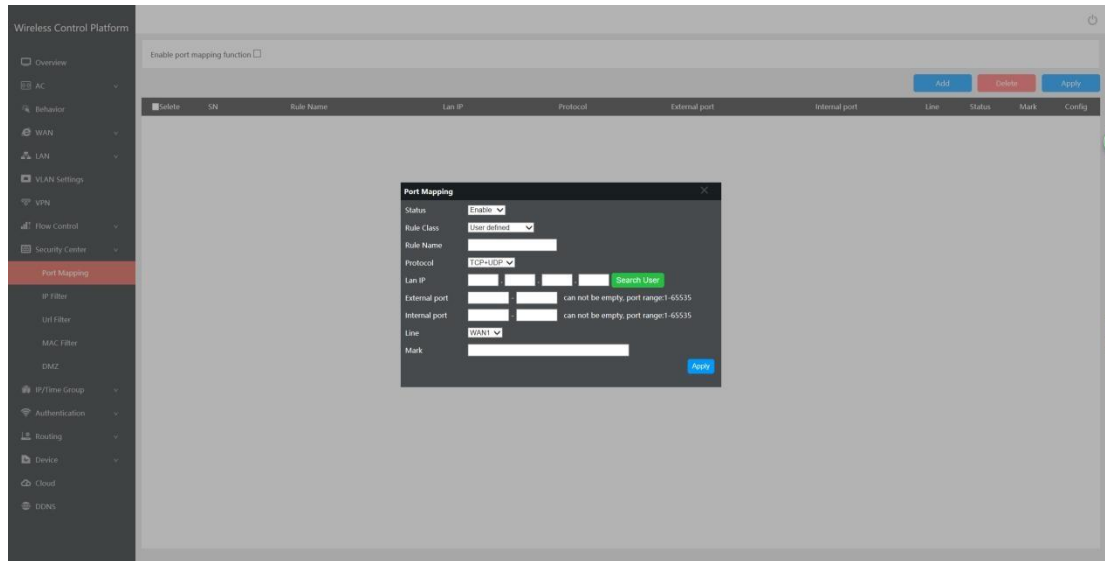 Wireless Control Platform
Overview
AC
Behavior
WAN
LAN
VLAN Settings
VPN
Flow Control
Security Center
Port Mapping
IP Filter
Url Filter
MAC Filter
DMZ
IP/Time Group
Authentication
Routing
Device
Cloud
DDNS
Enable port mapping function
Add Delete Apply
Selete SN Rule Name Lan IP Protocol External port Internal port Line Status Mark Config
Port Mapping
Status Enable
Rule Class User defined
Rule Name
Protocol TCP+UDP
Lan IP . . . Search User
External port - can not be empty, port range:1-65535
Internal port - can not be empty, port range:1-65535
Line WAN1
Mark
Apply